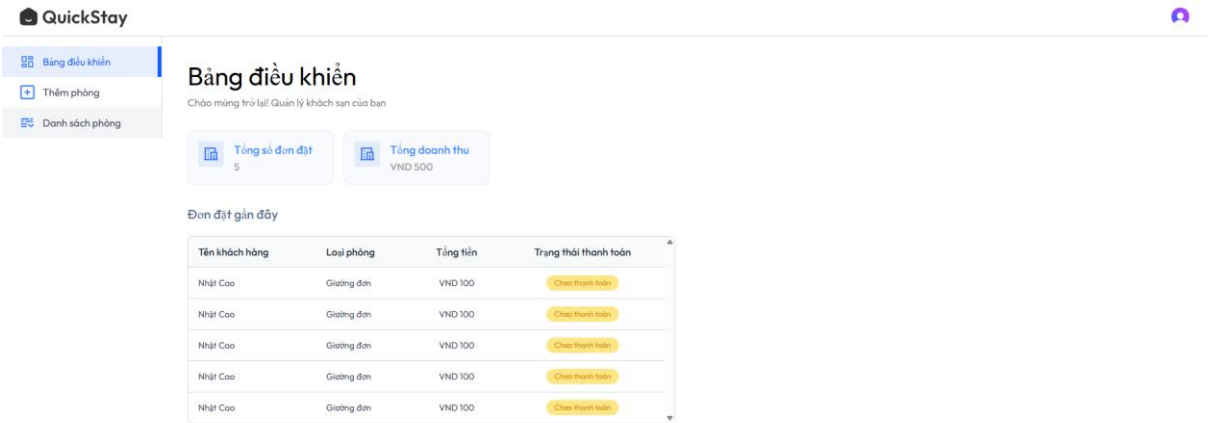 QuickStay
Bảng điều khiển
Thêm phòng
Danh sách phòng
Bảng điều khiển
Chào mừng trở lại! Quản lý khách sạn của bạn
Tổng số đơn đặt
5
Tổng doanh thu
VND 500
Đơn đặt gần đây
Tên khách hàng Loại phòng Tổng tiền Trạng thái thanh toán
Nhật Cao Giường đơn VND 100 Chưa thanh toán
Nhật Cao Giường đơn VND 100 Chưa thanh toán
Nhật Cao Giường đơn VND 100 Chưa thanh toán
Nhật Cao Giường đơn VND 100 Chưa thanh toán
Nhật Cao Giường đơn VND 100 Chưa thanh toán